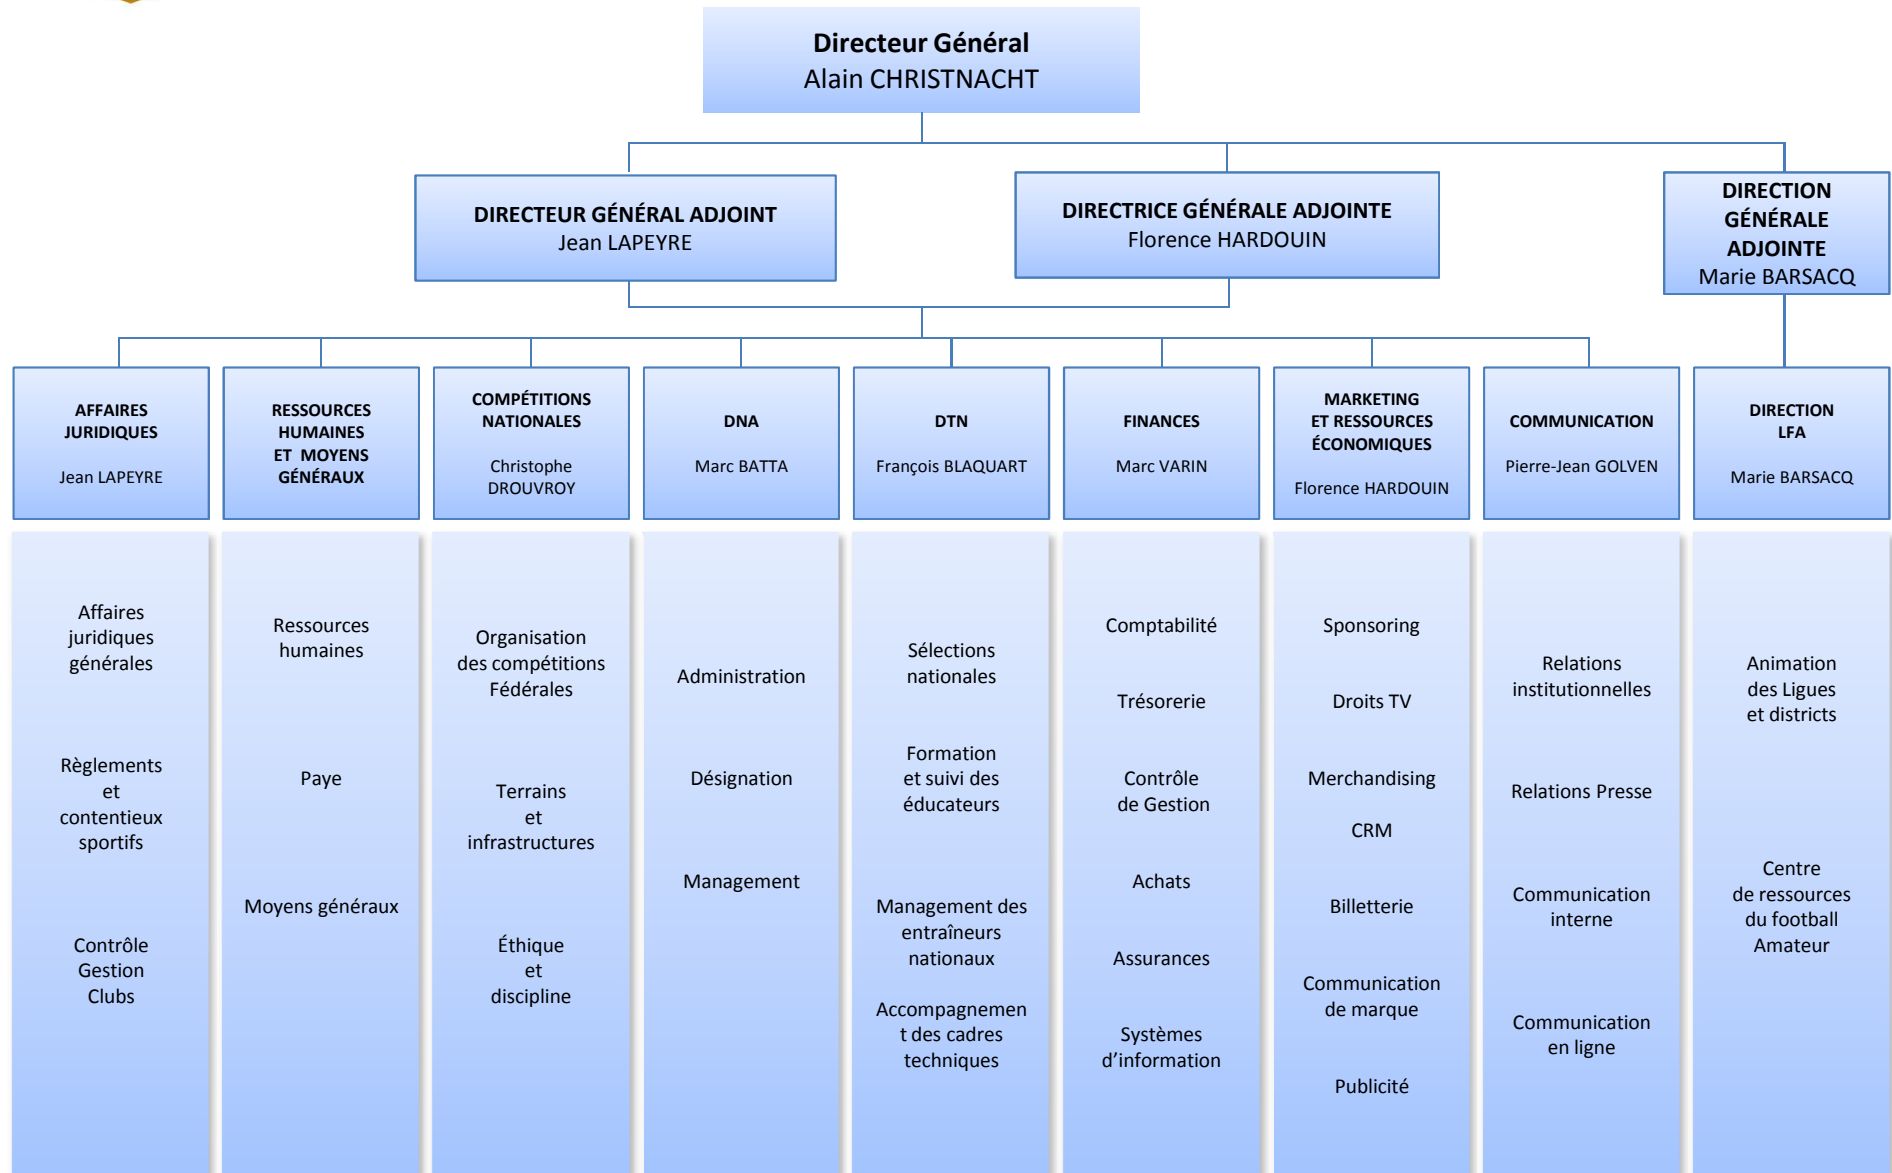 Directeur Général
Alain CHRISTNACHT
DIRECTEUR GÉNÉRAL ADJOINT
Jean LAPEYRE
DIRECTRICE GÉNÉRALE ADJOINTE
Florence HARDOUIN
DIRECTION
GÉNÉRALE
ADJOINTE
Marie BARSACQ
AFFAIRES
JURIDIQUES
Jean LAPEYRE
RESSOURCES
HUMAINES
ET MOYENS
GÉNÉRAUX
COMPÉTITIONS
NATIONALES
Christophe
DROUVROY
DNA
Marc BATTA
DTN
François BLAQUART
FINANCES
Marc VARIN
MARKETING
ET RESSOURCES
ÉCONOMIQUES
Florence HARDOUIN
COMMUNICATION
Pierre-Jean GOLVEN
DIRECTION
LFA
Marie BARSACQ
Affaires
juridiques
générales
Règlements
et
contentieux
sportifs
Contrôle
Gestion
Clubs
Ressources
humaines
Paye
Moyens généraux
Organisation
des compétitions
Fédérales
Terrains
et
infrastructures
Éthique
et
discipline
Administration
Désignation
Management
Sélections
nationales
Formation
et suivi des
éducateurs
Management des
entraîneurs
nationaux
Accompagnemen
t des cadres
techniques
Comptabilité
Trésorerie
Contrôle
de Gestion
Achats
Assurances
Systèmes
d’information
Sponsoring
Droits TV
Merchandising
CRM
Billetterie
Communication
de marque
Publicité
Relations
institutionnelles
Relations Presse
Communication
interne
Communication
en ligne
Animation
des Ligues
et districts
Centre
de ressources
du football
Amateur